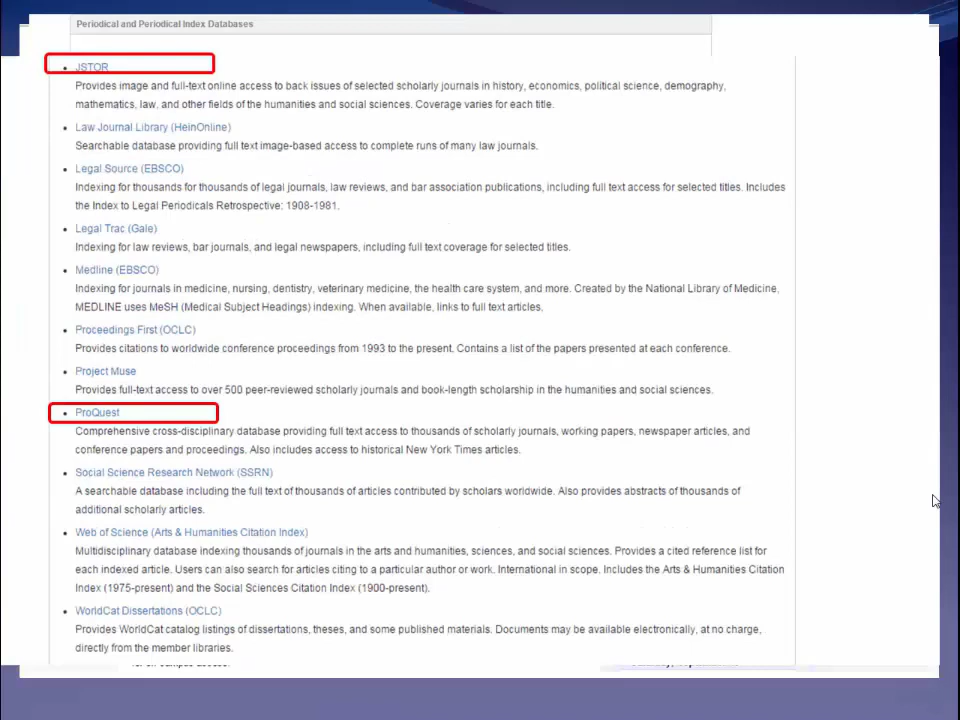 Periodical and Periodical Index Databases
JSTOR
Provides image and full-text online access to back issues of selected scholarly journals in history, economics, political science, demography,
mathematics, law, and other fields of the humanities and social sciences. Coverage varies for each title.
Law Journal Library (HeinOnline)
Searchable database providing full text image-based access to complete runs of many law journals.
Legal Source (EBSCO)
Indexing for thousands for thousands of legal journals, law reviews, and bar association publications, including full text access for selected titles. Includes
the Index to Legal Periodicals Retrospective: 1908-1981.
Legal Trac (Gale)
Indexing for law reviews, bar journals, and legal newspapers, including full text coverage for selected titles.
Medline (EBSCO)
Indexing for journals in medicine, nursing, dentistry, veterinary medicine, the health care system, and more. Created by the National Library of Medicine,
MEDLINE uses MeSH (Medical Subject Headings) indexing. When available, links to full text articles.
Proceedings First (OCLC)
Provides citations to worldwide conference proceedings from 1993 to the present. Contains a list of the papers presented at each conference.
Project Muse
Provides full-text access to over 500 peer-reviewed scholarly journals and book-length scholarship in the humanities and social sciences.
ProQuest
Comprehensive cross-disciplinary database providing full text access to thousands of scholarly journals, working papers, newspaper articles, and
conference papers and proceedings. Also includes access to historical New York Times articles.
Social Science Research Network (SSRN)
A searchable database including the full text of thousands of articles contributed by scholars worldwide. Also provides abstracts of thousands of
additional scholarly articles.
Web of Science (Arts & Humanities Citation Index)
Multidisciplinary database indexing thousands of journals in the arts and humanities, sciences, and social sciences. Provides a cited reference list for
each indexed article. Users can also search for articles citing to a particular author or work. International in scope. Includes the Arts & Humanities Citation
Index (1975-present) and the Social Sciences Citation Index (1900-present).
WorldCat Dissertations (OCLC)
Provides WorldCat catalog listings of dissertations, theses, and some published materials. Documents may be available electronically, at no charge,
directly from the member libraries.